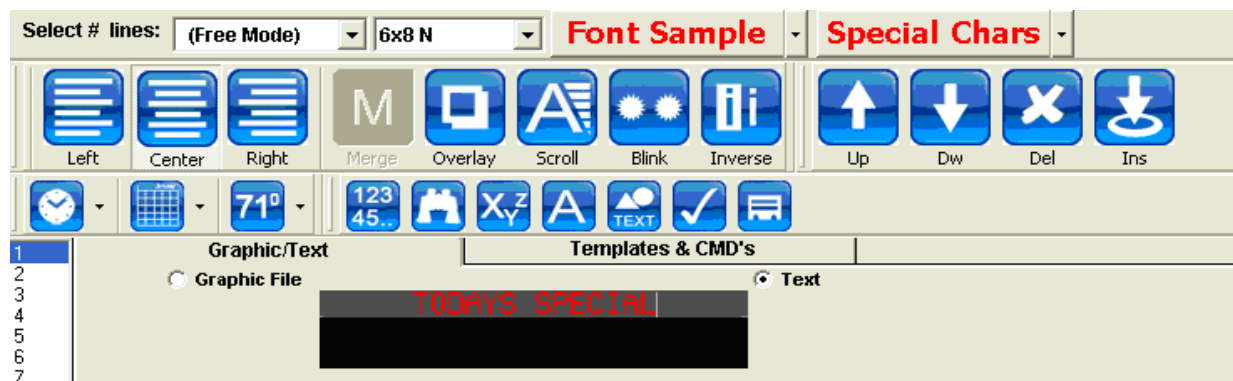 Select # lines: (Free Mode) 6x8 N Font Sample Special Chars
M A i i
Left Center Right Merge Overlay Scroll Blink Inverse Up Dw Del Ins
71º 123 45.. XYZ A TEXT
1 Graphic/Text Templates & CMD's
2 Graphic File Text
3 TODAYS SPECIAL
4
5
6
7